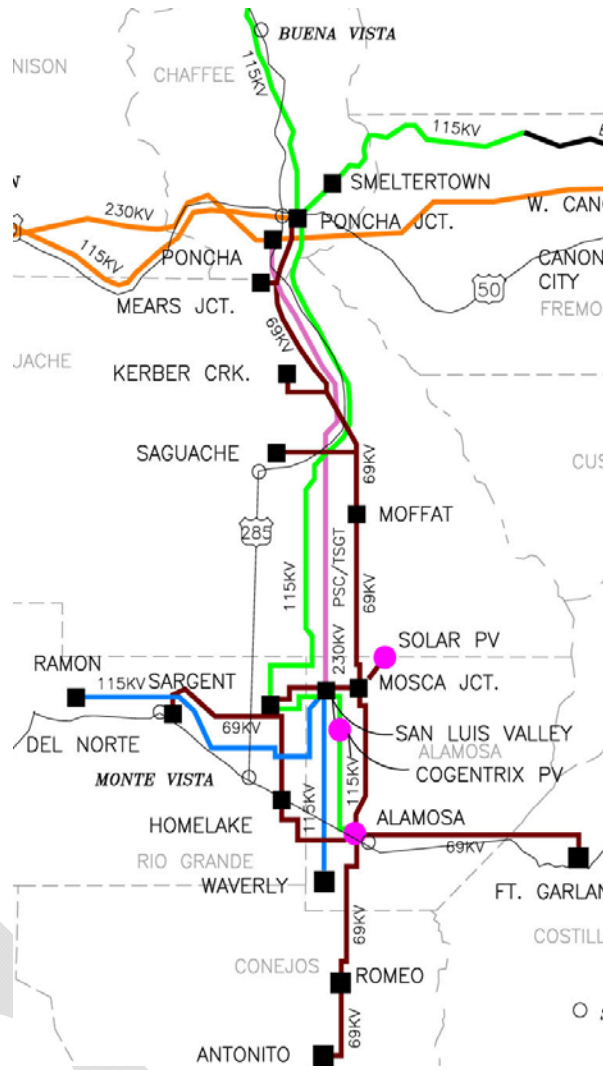 BUENA VISTA
NISON
CHAFFEE
115KV
115KV
SMELTERTOWN
230KV
W. CANO
PONCHA JCT.
PONCHA
115KV
CANON
CITY
50
MEARS JCT.
FREMO
69KV
UACHE
KERBER CRK.
SAGUACHE
69KV
CUS
MOFFAT
285
115KV
PSC/TSGT
69KV
230KV
SOLAR PV
RAMON
115KV
SARGENT
MOSCA JCT.
69KV
SAN LUIS VALLEY
DEL NORTE
ALAMOSA
COGENTRIX PV
MONTE VISTA
115KV
115KV
HOMELAKE
ALAMOSA
69KV
RIO GRANDE
WAVERLY
FT. GARLAN
69KV
COSTILL
CONEJOS
ROMEO
69KV
ANTONITO